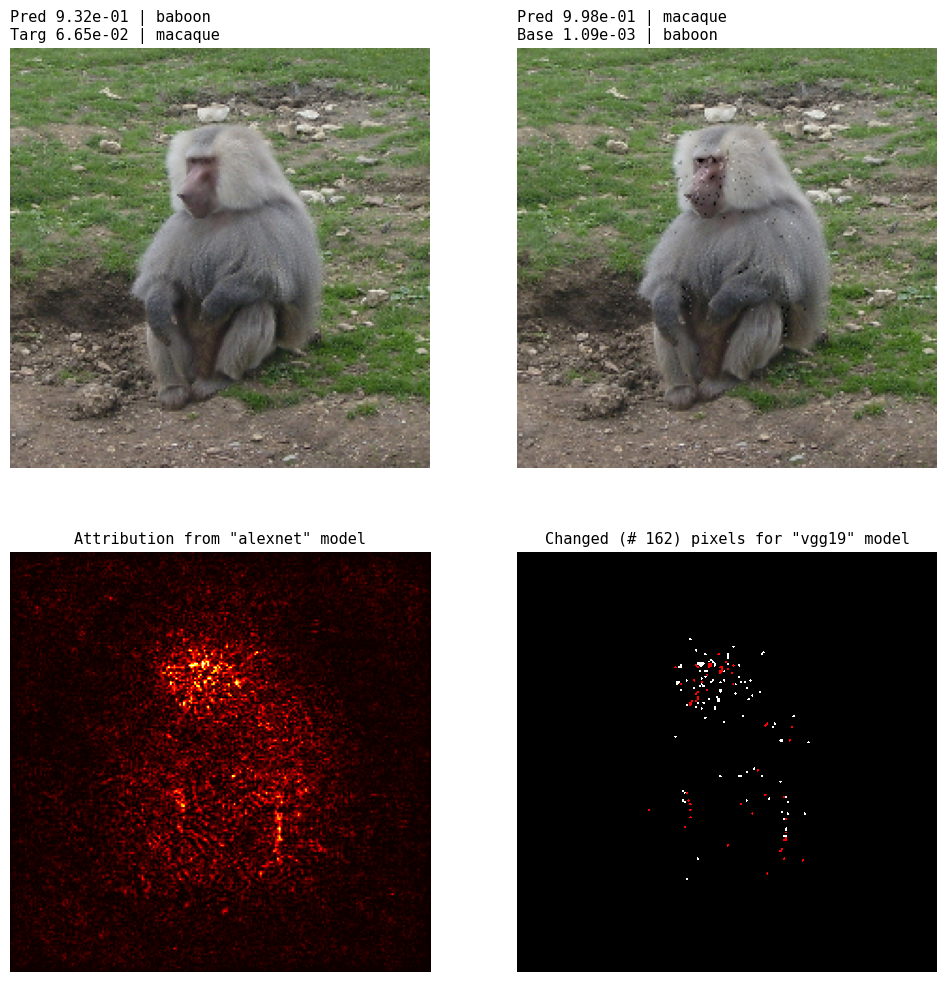 Pred 9.32e-01 | baboon
Targ 6.65e-02 | macaque
Pred 9.98e-01 | macaque
Base 1.09e-03 | baboon
Attribution from "alexnet" model
Changed (# 162) pixels for "vgg19" model